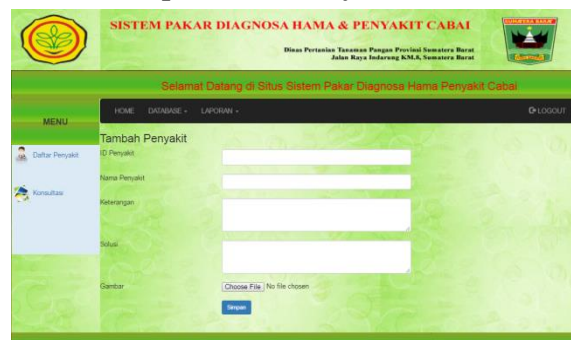 SISTEM PAKAR DIAGNOSA HAMA & PENYAKIT CABAI
Dinas Pertanian Tanaman Pangan Provinsi Sumatera Barat
Jalan Raya Indarung KM.8, Sumatera Barat
SUMATERA BARAT
Selamat Datang di Situs Sistem Pakar Diagnosa Hama Penyakit Cabai
MENU
HOME DATABASE LAPORAN LOGOUT
Daftar Penyakit
Konsultasi
Tambah Penyakit
ID Penyakit
Nama Penyakit
Keterangan
Solusi
Gambar
Choose File No file chosen
Simpan